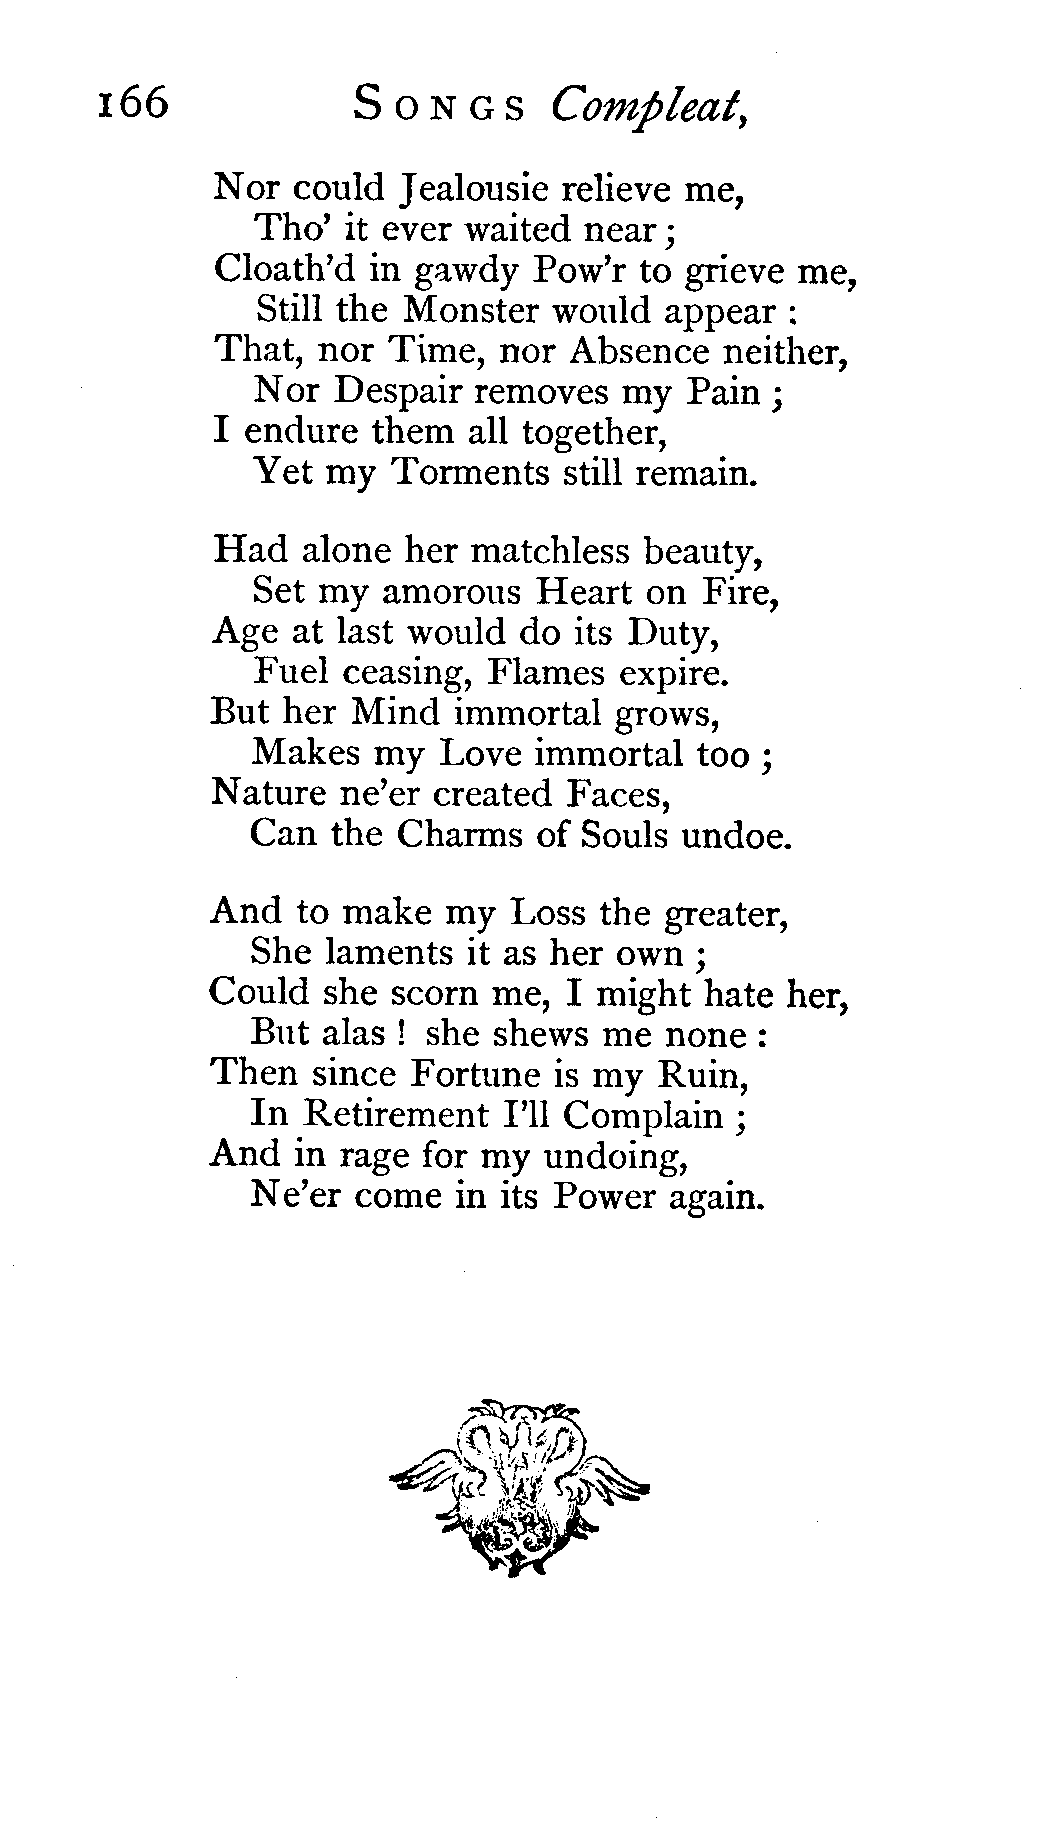 166 SONGS Compleat,
Nor could Jealousie relieve me,
Tho' it ever waited near ;
Cloath'd in gawdy Pow'r to grieve me,
Still the Monster would appear :
That, nor Time, nor Absence neither,
Nor Despair removes my Pain ;
I endure them all together,
Yet my Torments still remain.
Had alone her matchless beauty,
Set my amorous Heart on Fire,
Age at last would do its Duty,
Fuel ceasing, Flames expire.
But her Mind immortal grows,
Makes my Love immortal too ;
Nature ne'er created Faces,
Can the Charms of Souls undoe.
And to make my Loss the greater,
She laments it as her own ;
Could she scorn me, I might hate her,
But alas ! she shews me none :
Then since Fortune is my Ruin,
In Retirement I'll Complain ;
And in rage for my undoing,
Ne'er come in its Power again.